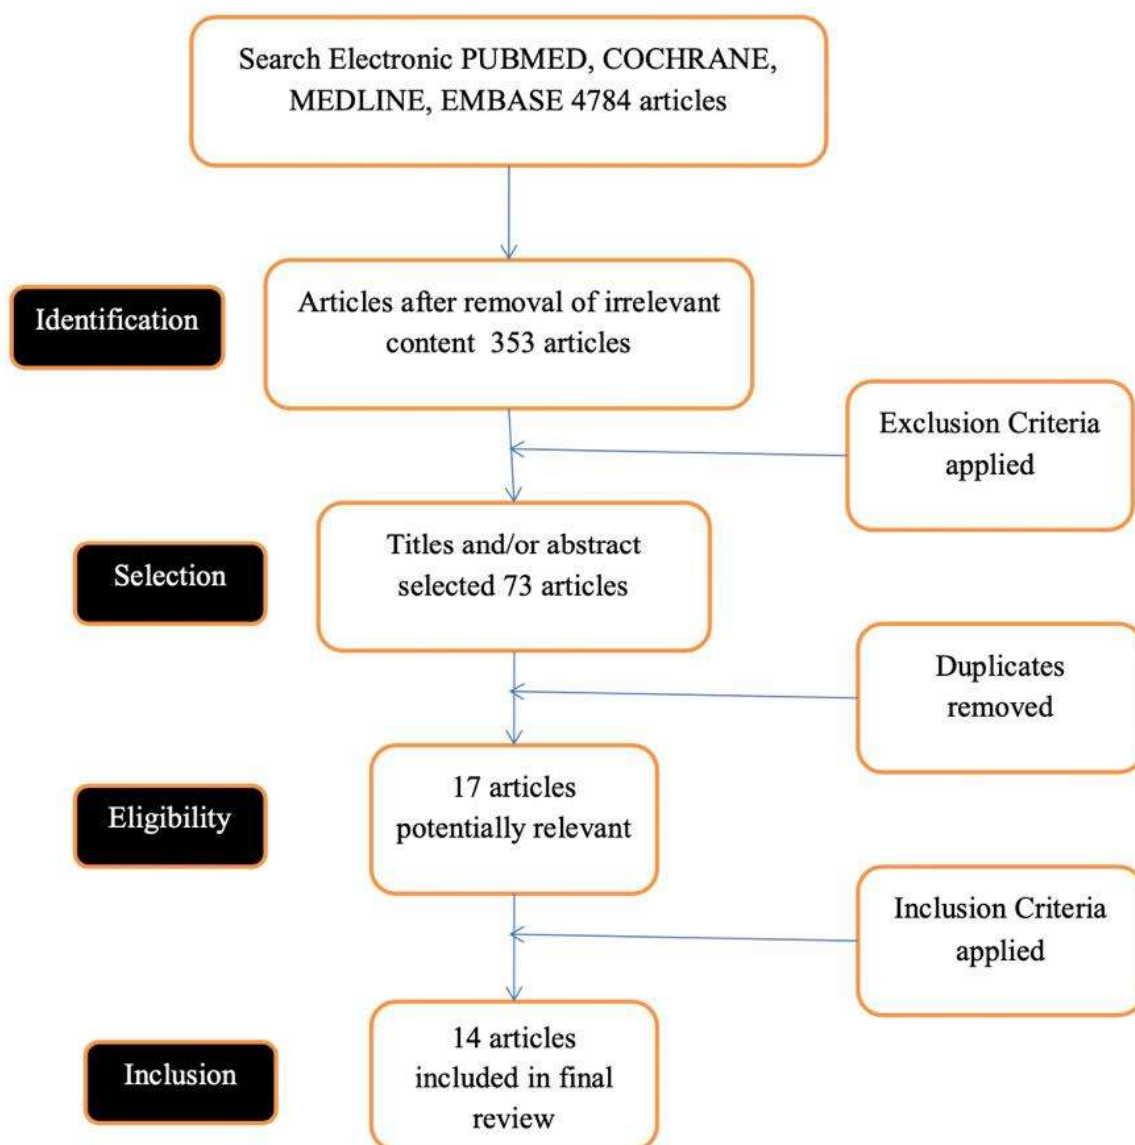 Search Electronic PUBMED, COCHRANE,
MEDLINE, EMBASE 4784 articles
Identification
Articles after removal of irrelevant
content 353 articles
Exclusion Criteria
applied
Selection
Titles and/or abstract
selected 73 articles
Duplicates
removed
Eligibility
17 articles
potentially relevant
Inclusion Criteria
applied
Inclusion
14 articles
included in final
review